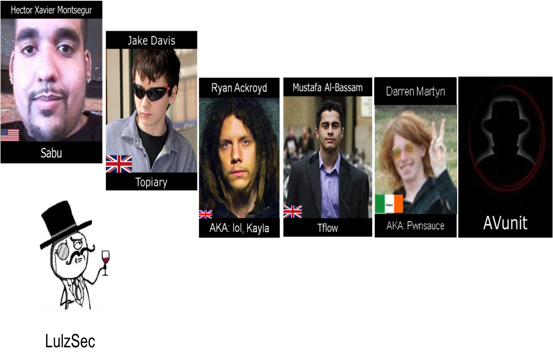 Hector Xavier Montsegur
Sabu
Jake Davis
Topiary
Ryan Ackroyd
AKA: lol, Kayla
Mustafa Al-Bassam
Tflow
Darren Martyn
AKA: Pwnsauce
AVunit
LulzSec